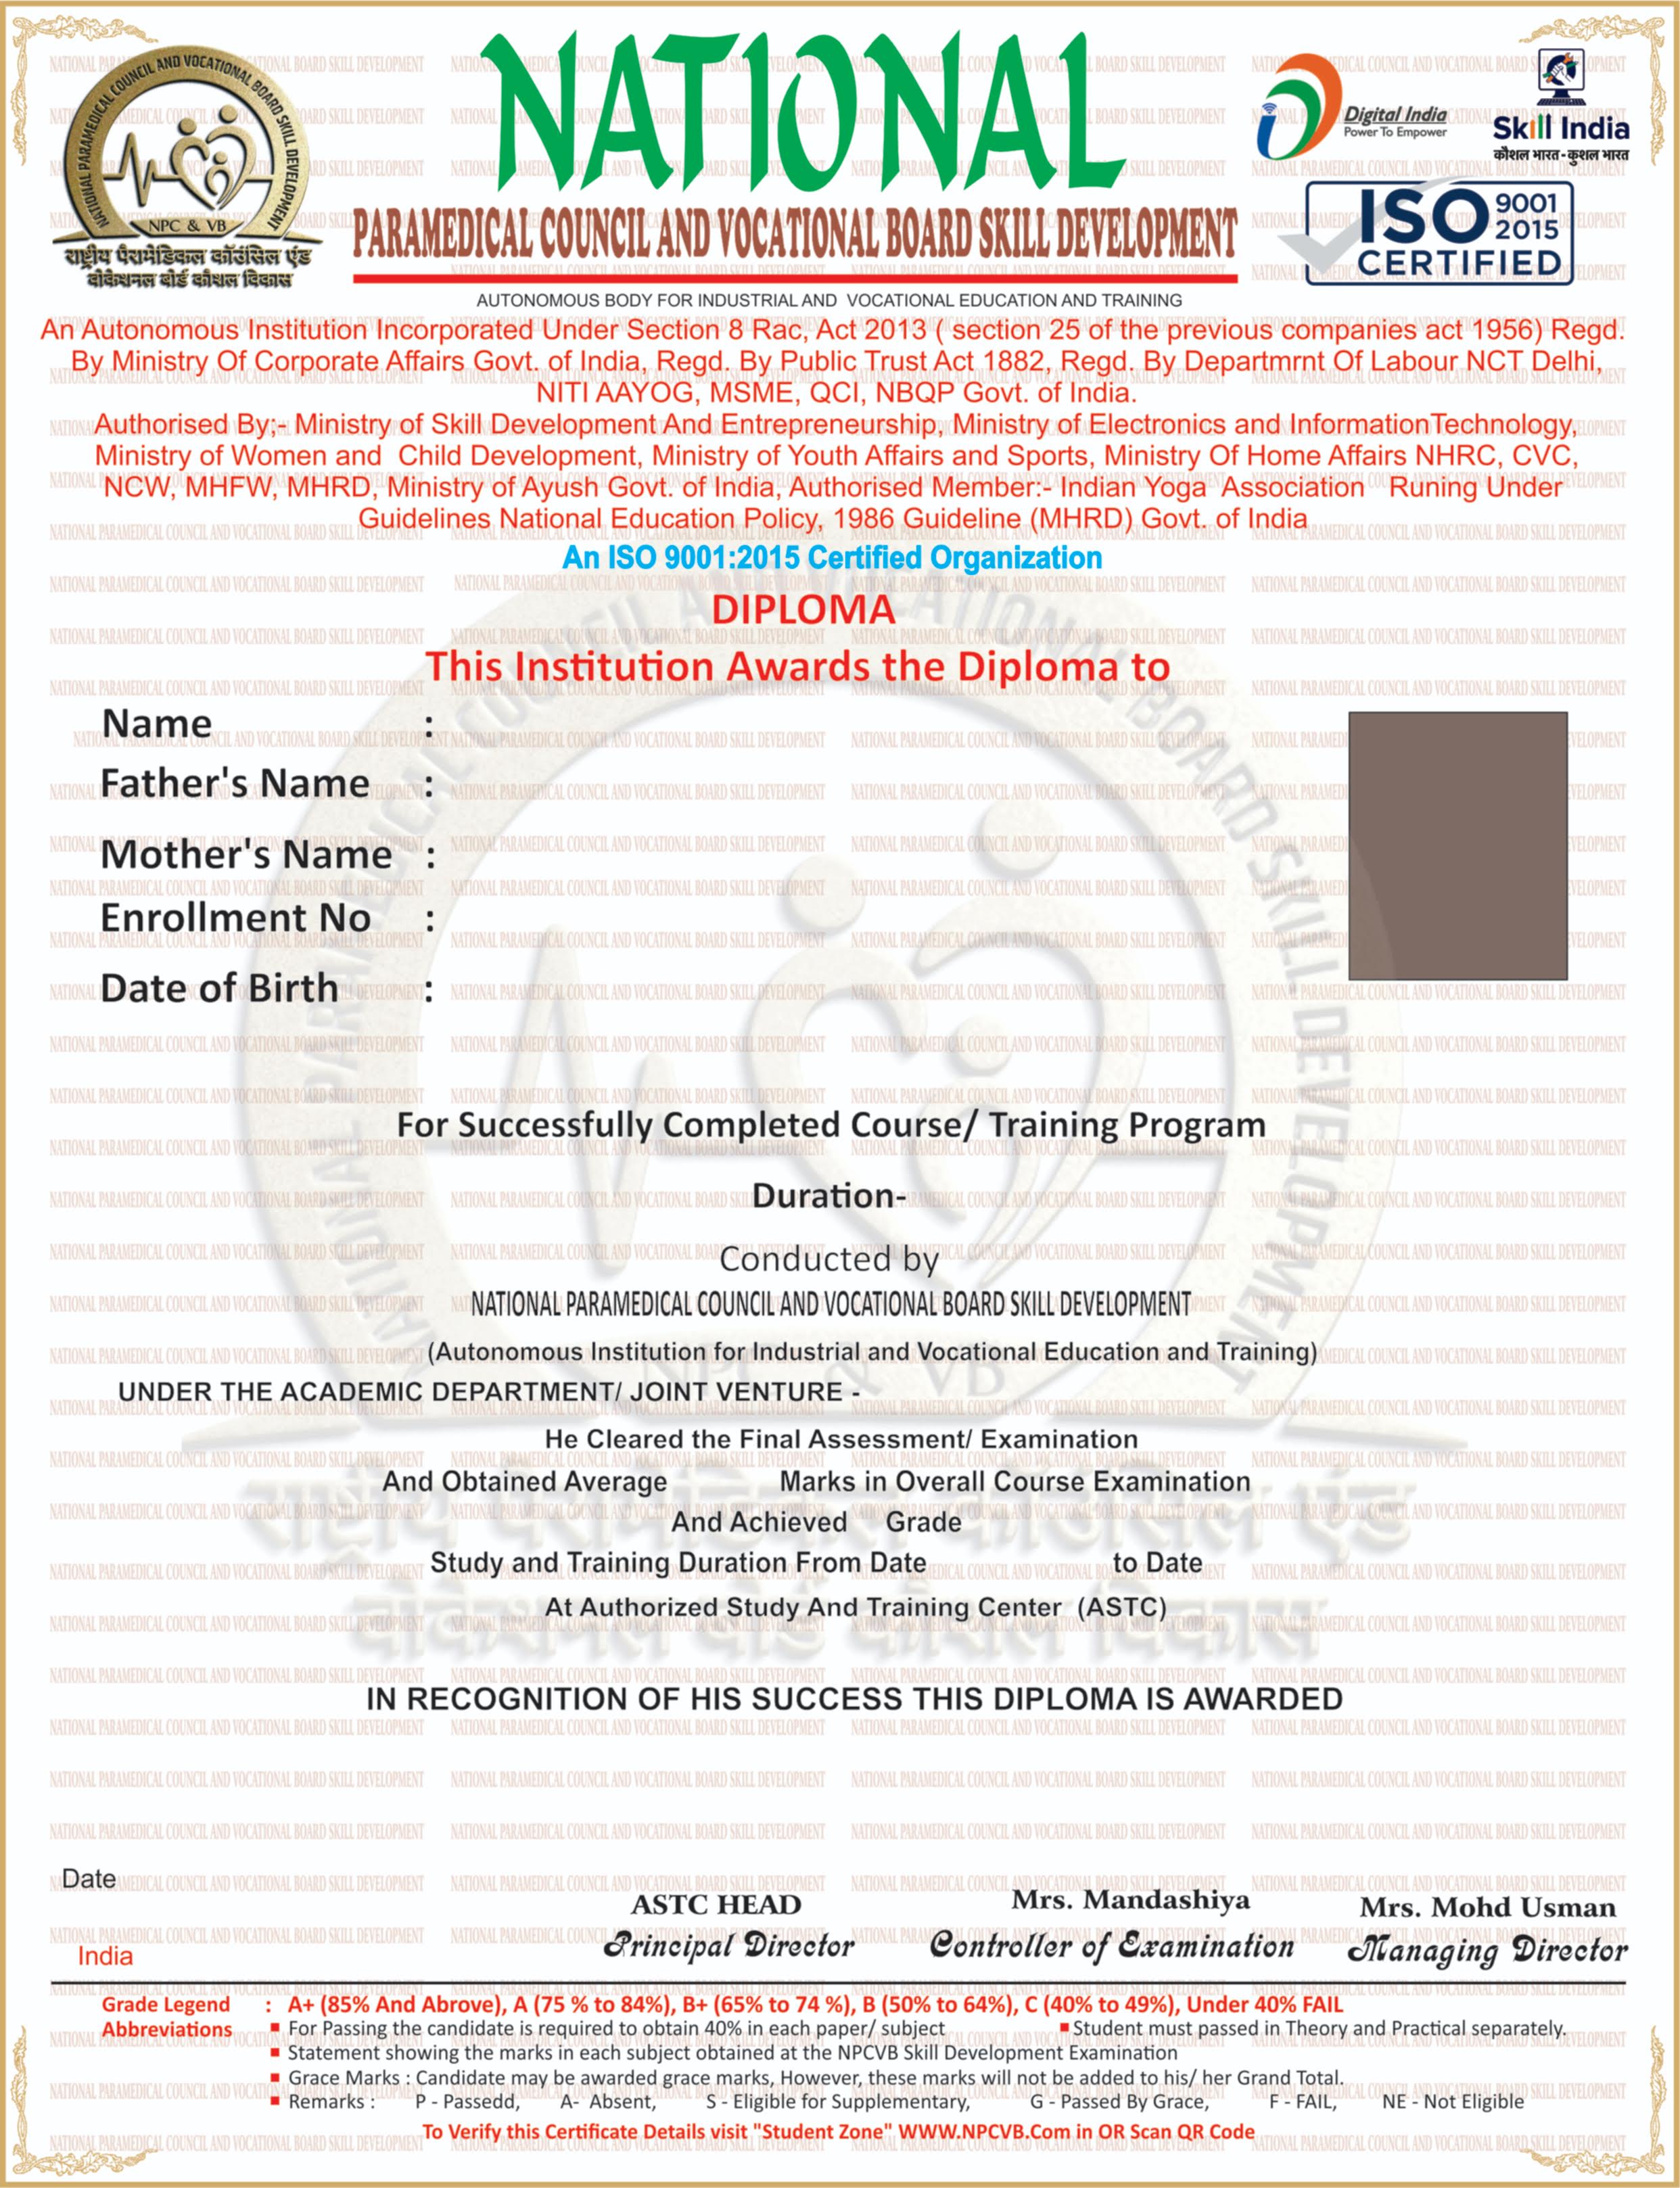 NATIONAL PARAMEDICAL COUNCIL AND VOCATIONAL BOARD SKILL DEVELOPMENT
NPC & VB
राष्ट्रीय पैरामेडिकल कॉउंसिल एंड
वोकेशनल बोर्ड कौशल विकास
NATIONAL
PARAMEDICAL COUNCIL AND VOCATIONAL BOARD SKILL DEVELOPMENT
Digital India
Power To Empower
Skill India
कौशल भारत-कुशल भारत
ISO 9001 2015
CERTIFIED
AUTONOMOUS BODY FOR INDUSTRIAL AND VOCATIONAL EDUCATION AND TRAINING
An Autonomous Institution Incorporated Under Section 8 Rac, Act 2013 ( section 25 of the previous companies act 1956) Regd.
By Ministry Of Corporate Affairs Govt. of India, Regd. By Public Trust Act 1882, Regd. By Departmrnt Of Labour NCT Delhi,
NITI AAYOG, MSME, QCI, NBQP Govt. of India.
Authorised By;- Ministry of Skill Development And Entrepreneurship, Ministry of Electronics and InformationTechnology,
Ministry of Women and Child Development, Ministry of Youth Affairs and Sports, Ministry Of Home Affairs NHRC, CVC,
NCW, MHFW, MHRD, Ministry of Ayush Govt. of India, Authorised Member:- Indian Yoga Association Runing Under
Guidelines National Education Policy, 1986 Guideline (MHRD) Govt. of India
An ISO 9001:2015 Certified Organization
DIPLOMA
This Institution Awards the Diploma to
Name :
Father's Name :
Mother's Name :
Enrollment No :
Date of Birth :
For Successfully Completed Course/ Training Program
Duration-
Conducted by
NATIONAL PARAMEDICAL COUNCIL AND VOCATIONAL BOARD SKILL DEVELOPMENT
(Autonomous Institution for Industrial and Vocational Education and Training)
UNDER THE ACADEMIC DEPARTMENT/ JOINT VENTURE -
He Cleared the Final Assessment/ Examination
And Obtained Average Marks in Overall Course Examination
And Achieved Grade
Study and Training Duration From Date to Date
At Authorized Study And Training Center (ASTC)
IN RECOGNITION OF HIS SUCCESS THIS DIPLOMA IS AWARDED
Date
India
ASTC HEAD
Principal Director
Mrs. Mandashiya
Controller of Examination
Mrs. Mohd Usman
Managing Director
Grade Legend : A+ (85% And Abrove), A (75 % to 84%), B+ (65% to 74 %), B (50% to 64%), C (40% to 49%), Under 40% FAIL
Abbreviations ▪ For Passing the candidate is required to obtain 40% in each paper/ subject ▪ Student must passed in Theory and Practical separately.
▪ Statement showing the marks in each subject obtained at the NPCVB Skill Development Examination
▪ Grace Marks : Candidate may be awarded grace marks, However, these marks will not be added to his/ her Grand Total.
▪ Remarks : P - Passedd, A- Absent, S - Eligible for Supplementary, G - Passed By Grace, F - FAIL, NE - Not Eligible
To Verify this Certificate Details visit "Student Zone" WWW.NPCVB.Com in OR Scan QR Code